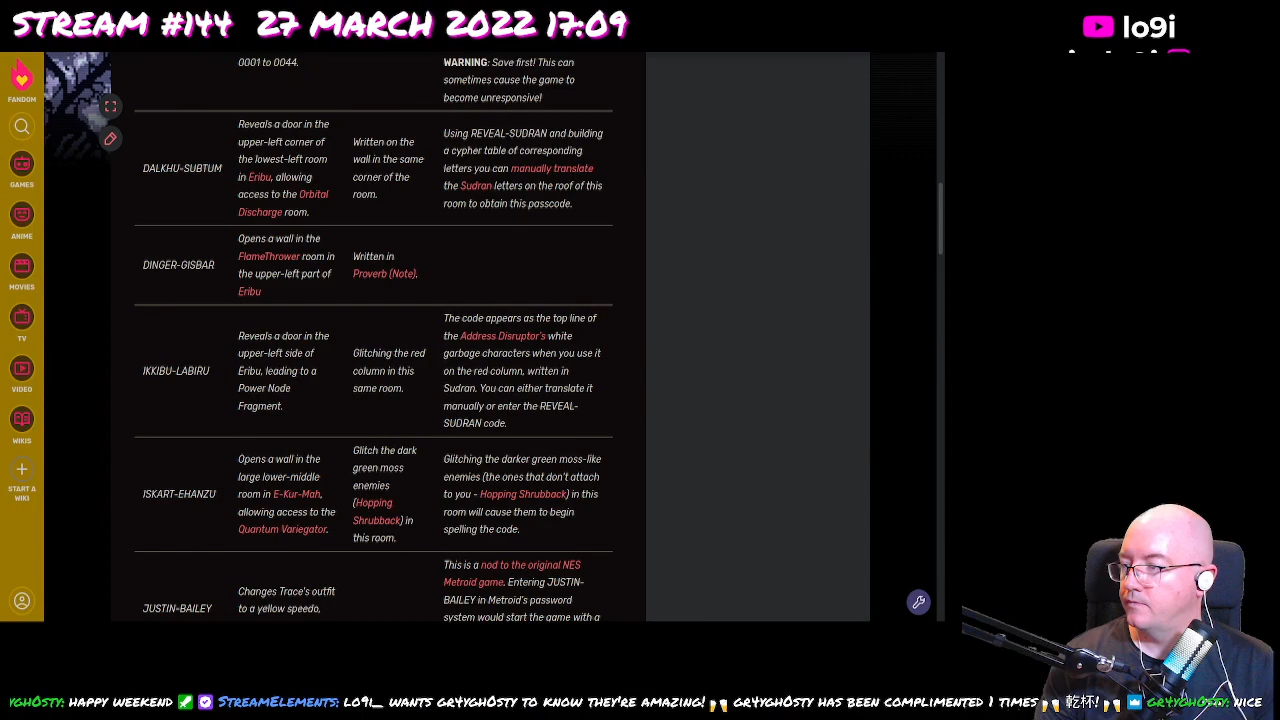 STREAM #144 27 MARCH 2022 17:09
lo9i
FANDOM
GAMES
ANIME
MOVIES
TV
VIDEO
WIKIS
START A
WIKI
0001 to 0044.
WARNING: Save first! This can
sometimes cause the game to
become unresponsive!
DALKHU-SUBTUM
Reveals a door in the
upper-left corner of
the lowest-left room
in Eribu, allowing
access to the Orbital
Discharge room.
Written on the
wall in the same
corner of the
room.
Using REVEAL-SUDRAN and building
a cypher table of corresponding
letters you can manually translate
the Sudran letters on the roof of this
room to obtain this passcode.
DINGER-GISBAR
Opens a wall in the
FlameThrower room in
the upper-left part of
Eribu
Written in
Proverb (Note).
IKKIBU-LABIRU
Reveals a door in the
upper-left side of
Eribu, leading to a
Power Node
Fragment.
Glitching the red
column in this
same room.
The code appears as the top line of
the Address Disruptor's white
garbage characters when you use it
on the red column, written in
Sudran. You can either translate it
manually or enter the REVEAL-
SUDRAN code.
ISKART-EHANZU
Opens a wall in the
large lower-middle
room in E-Kur-Mah,
allowing access to the
Quantum Variegator.
Glitch the dark
green moss
enemies
(Hopping
Shrubback) in
this room.
Glitching the darker green moss-like
enemies (the ones that don't attach
to you - Hopping Shrubback) in this
room will cause them to begin
spelling the code.
JUSTIN-BAILEY
Changes Trace's outfit
to a yellow speedo,
This is a nod to the original NES
Metroid game. Entering JUSTIN-
BAILEY in Metroid's password
system would start the game with a
GHOSTY: HAPPY WEEKEND STREAMELEMENTS: LO9I__ WANTS GR4YGH0STY TO KNOW THEY'RE AMAZING! GR4YGH0STY HAS BEEN COMPLIMENTED 1 TIMES 乾杯! GR4YGH0STY: NICE